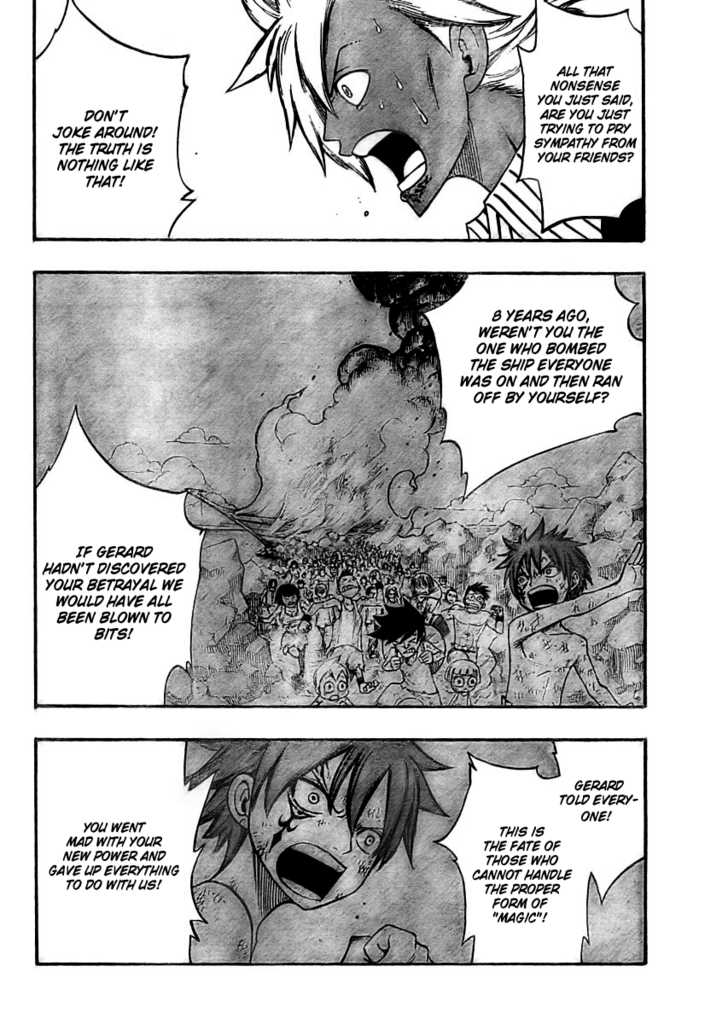 ALL THAT
NONSENSE
YOU JUST SAID,
ARE YOU JUST
TRYING TO PRY
SYMPATHY FROM
YOUR FRIENDS?
DON'T
JOKE AROUND!
THE TRUTH IS
NOTHING LIKE
THAT!
8 YEARS AGO,
WEREN'T YOU THE
ONE WHO BOMBED
THE SHIP EVERYONE
WAS ON AND THEN RAN
OFF BY YOURSELF?
IF GERARD
HADN'T DISCOVERED
YOUR BETRAYAL WE
WOULD HAVE ALL
BEEN BLOWN TO
BITS!
GERARD
TOLD EVERY-
ONE!
THIS IS
THE FATE OF
THOSE WHO
CANNOT HANDLE
THE PROPER
FORM OF
"MAGIC"!
YOU WENT
MAD WITH YOUR
NEW POWER AND
GAVE UP EVERYTHING
TO DO WITH US!